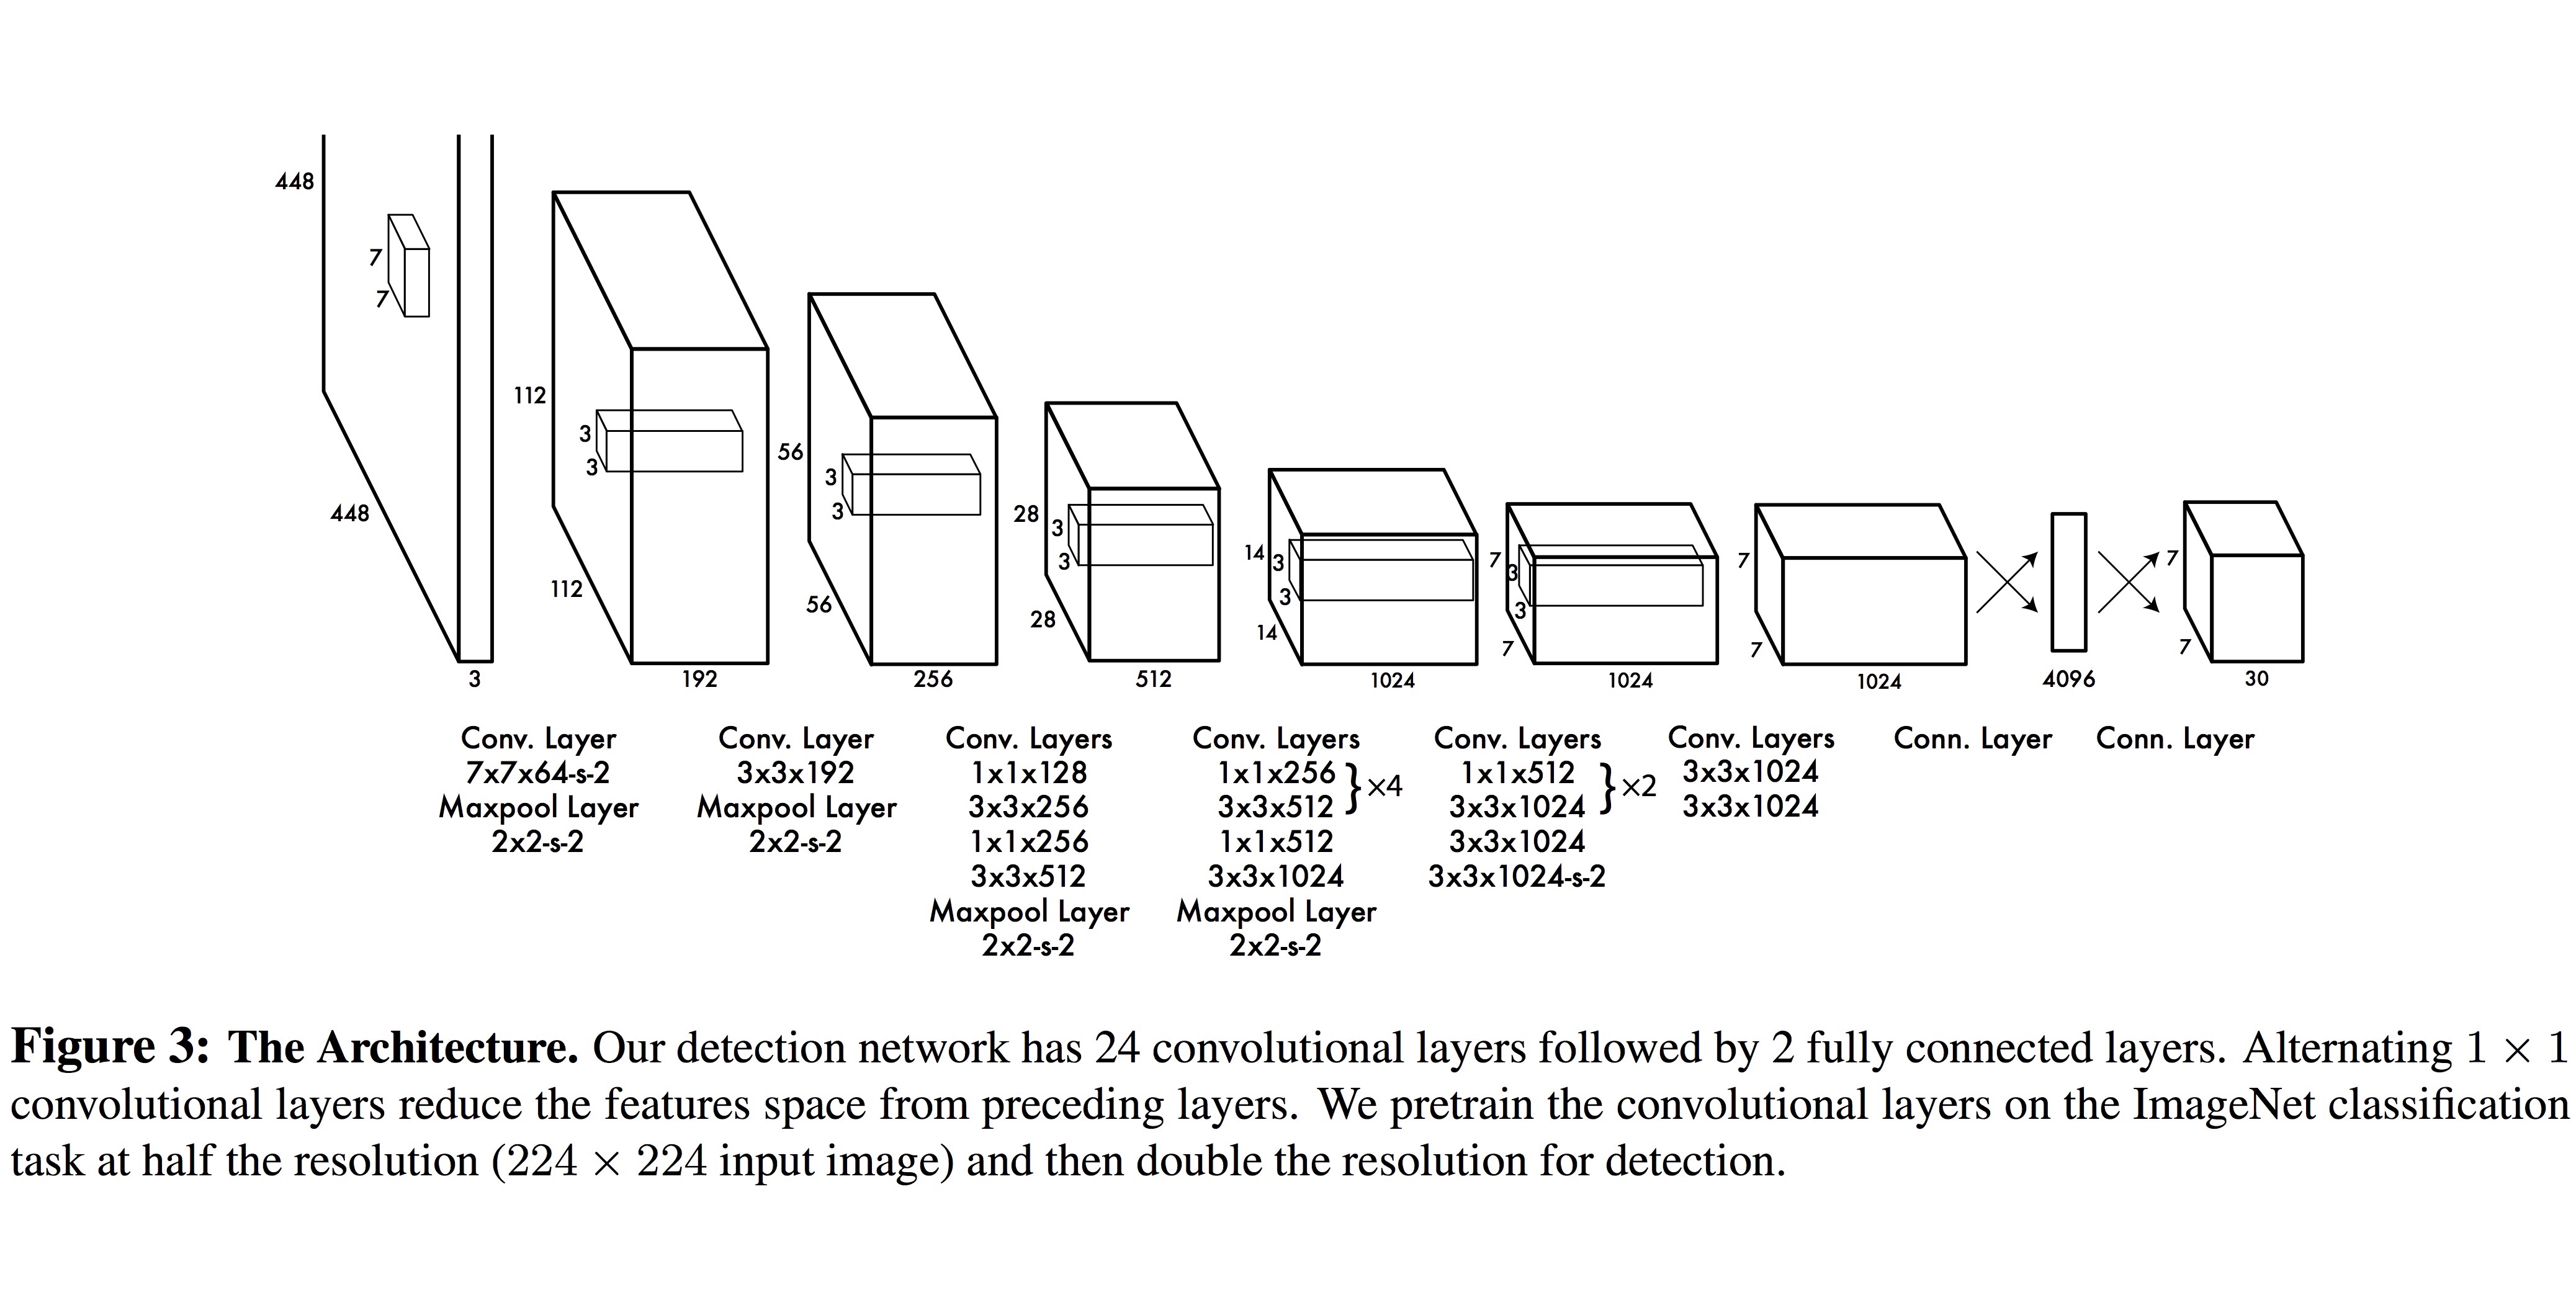 448
7
7
448
3
112
3
3
112
192
56
3
3
56
256
28
3
3
28
512
14
3
3
14
1024
7
3
3
7
1024
7
7
1024
4096
7
7
30
Conv. Layer
7x7x64-s-2
Maxpool Layer
2x2-s-2
Conv. Layer
3x3x192
Maxpool Layer
2x2-s-2
Conv. Layers
1x1x128
3x3x256
1x1x256
3x3x512
Maxpool Layer
2x2-s-2
Conv. Layers
1x1x256
3x3x512
}×4
1x1x512
3x3x1024
Maxpool Layer
2x2-s-2
Conv. Layers
1x1x512
3x3x1024
}×2
3x3x1024
3x3x1024-s-2
Conv. Layers
3x3x1024
3x3x1024
Conn. Layer
Conn. Layer
Figure 3: The Architecture. Our detection network has 24 convolutional layers followed by 2 fully connected layers. Alternating 1 × 1
convolutional layers reduce the features space from preceding layers. We pretrain the convolutional layers on the ImageNet classification
task at half the resolution (224 × 224 input image) and then double the resolution for detection.